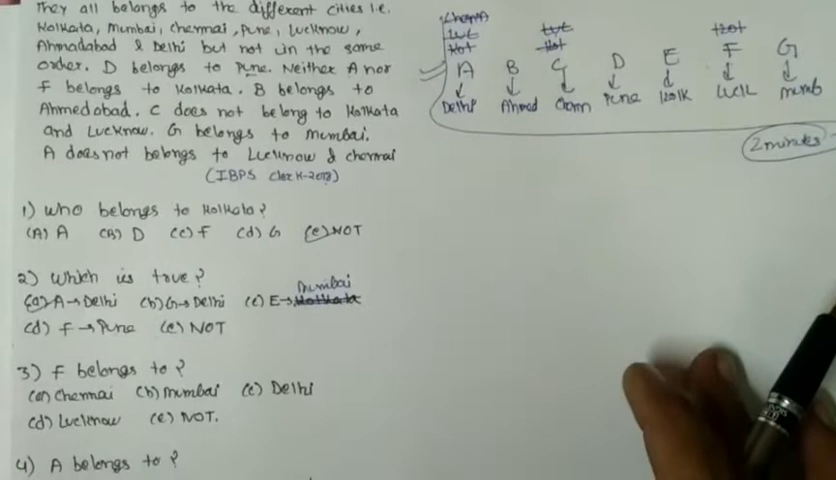 They all belongs to the different cities i.e.
Kolkata, Mumbai, chennai, Pune, Lucknow,
Ahmadabad & Delhi but not in the same
order. D belongs to Pune. Neither A nor
F belongs to Kolkata. B belongs to
Ahmedabad. C does not belong to Kolkata
and Lucknow. G belongs to mumbai.
A does not belongs to Lucknow & chennai
(IBPS Clerk-2018)
1) Who belongs to Kolkata?
(A) A (B) D (C) F (d) G (e) NOT
2) Which is true?
(a) A→Delhi (b) G→Delhi (c) E→ Mumbai
(d) F→Pune (e) NOT
3) F belongs to?
(a) Chennai (b) Mumbai (c) Delhi
(d) Lucknow (e) NOT.
4) A belongs to?
A B C D E F G
Delhi Ahmed Chenn Pune Kolk Luck mumb
2 minutes